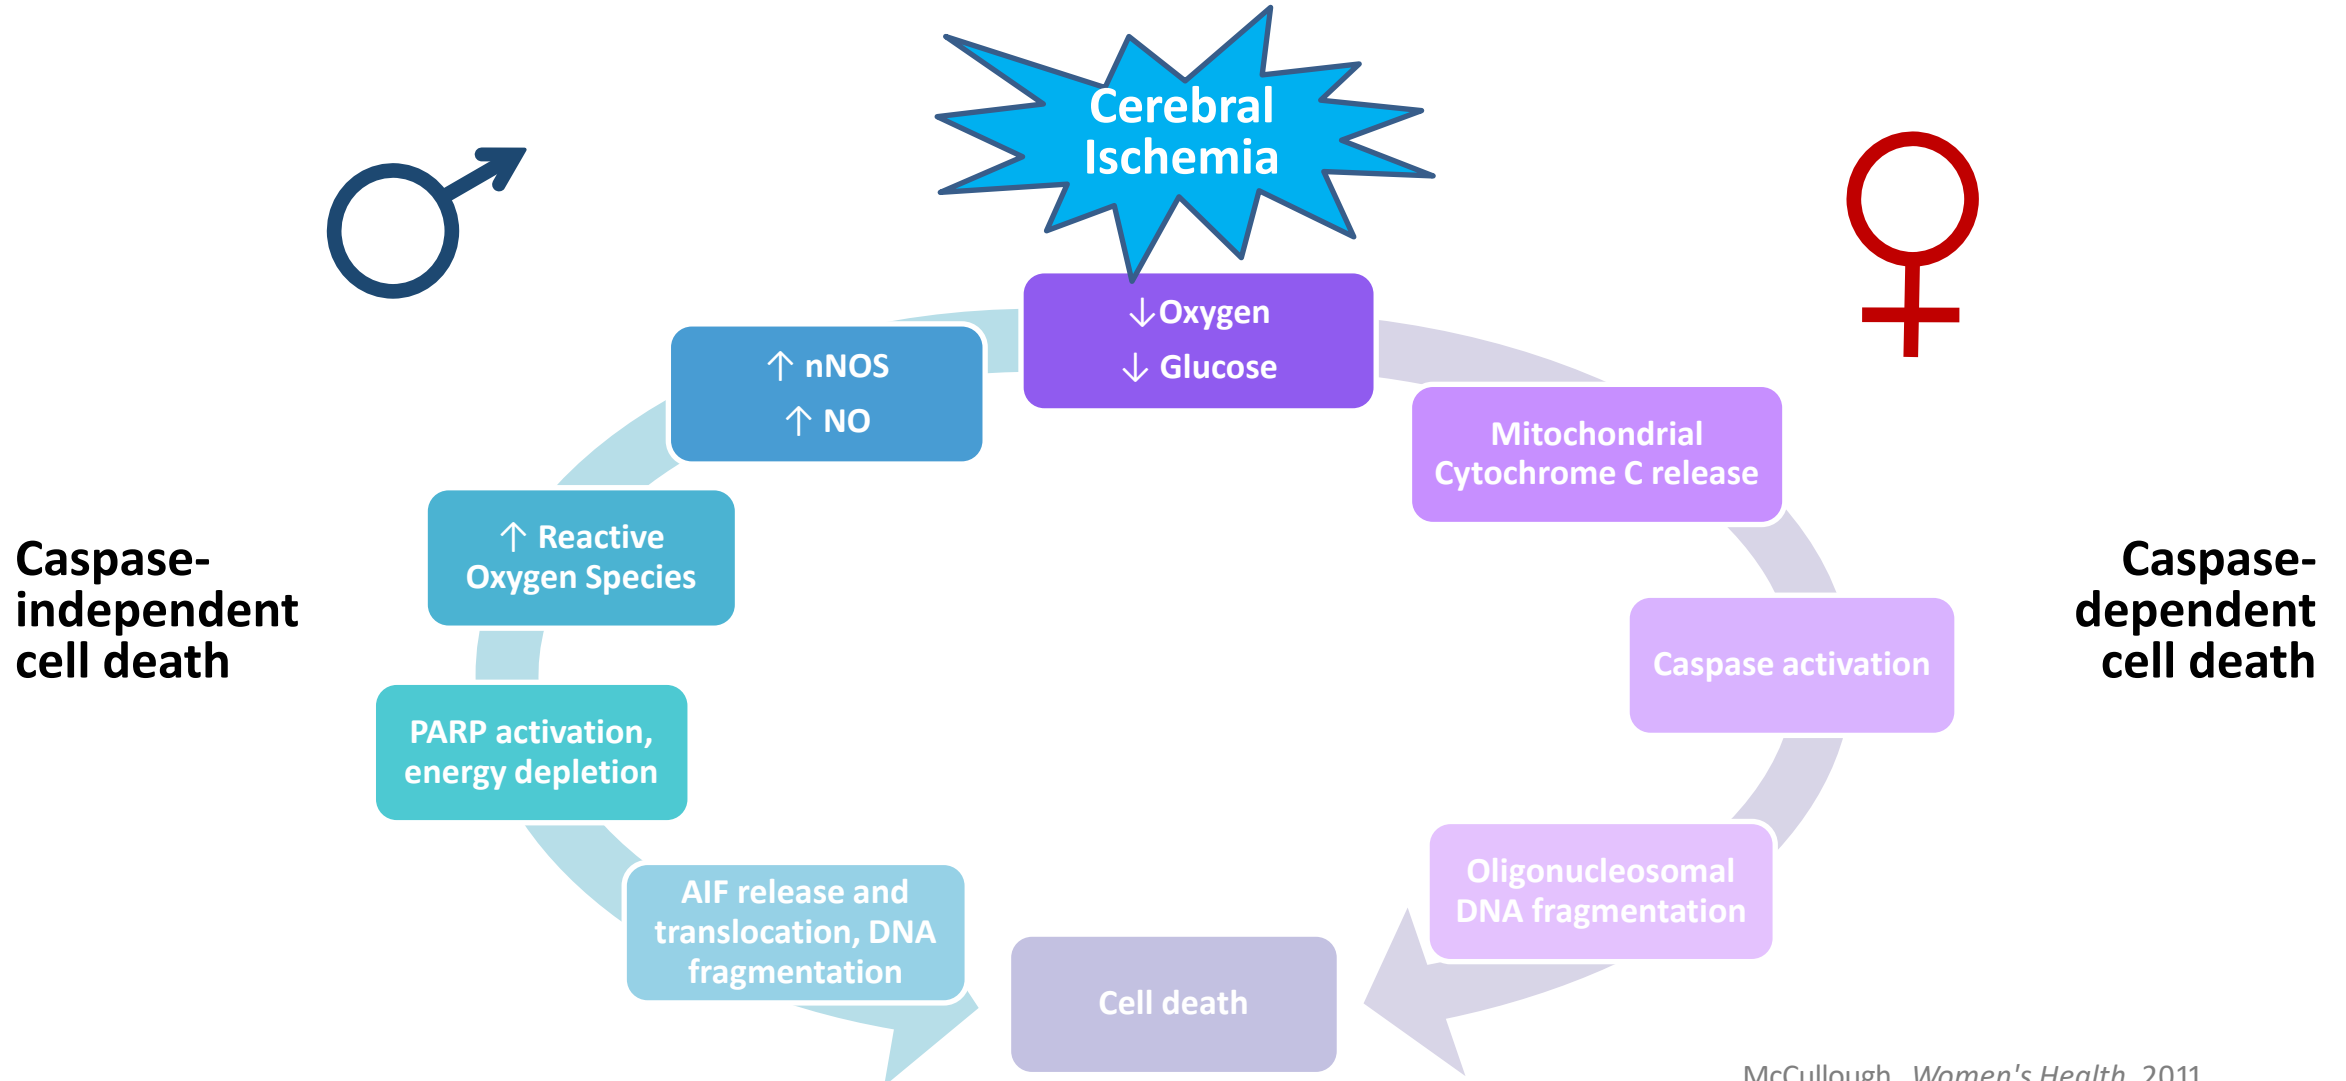 Cerebral
Ischemia
↓Oxygen
↓ Glucose
↑ nNOS
↑ NO
Mitochondrial
Cytochrome C release
↑ Reactive
Oxygen Species
Caspase-
independent
cell death
Caspase-
dependent
cell death
Caspase activation
PARP activation,
energy depletion
Oligonucleosomal
DNA fragmentation
AIF release and
translocation, DNA
fragmentation
Cell death
McCullough, Women's Health, 2011